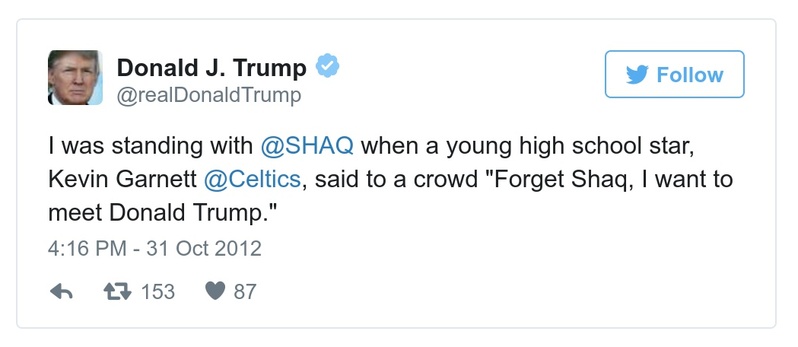 Donald J. Trump
@realDonaldTrump
Follow
I was standing with @SHAQ when a young high school star,
Kevin Garnett @Celtics, said to a crowd "Forget Shaq, I want to
meet Donald Trump."
4:16 PM - 31 Oct 2012
153 87